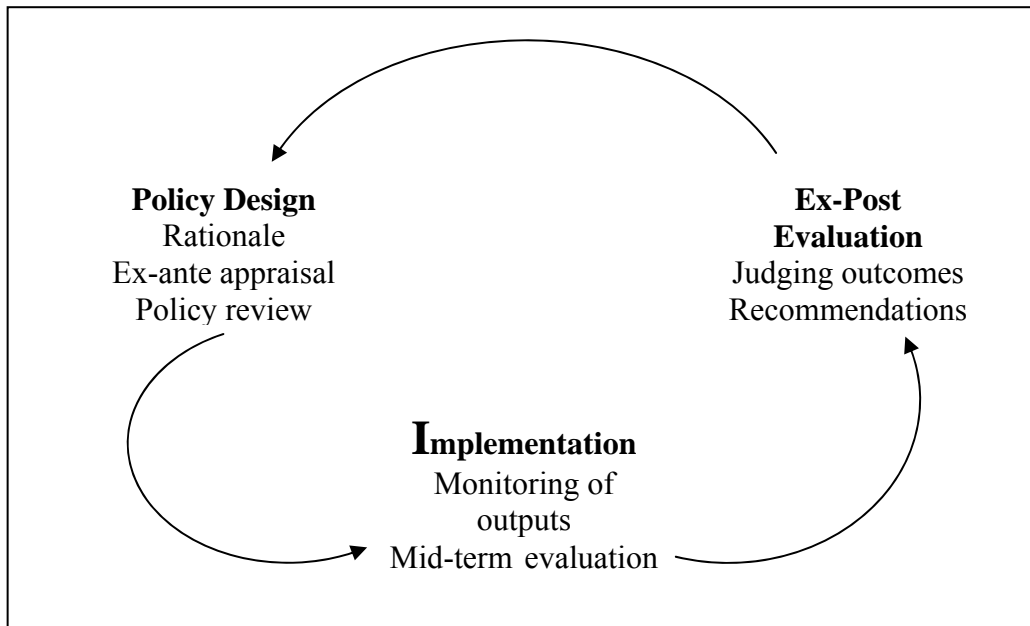 Policy Design
Rationale
Ex-ante appraisal
Policy review
Ex-Post
Evaluation
Judging outcomes
Recommendations
Implementation
Monitoring of
outputs
Mid-term evaluation